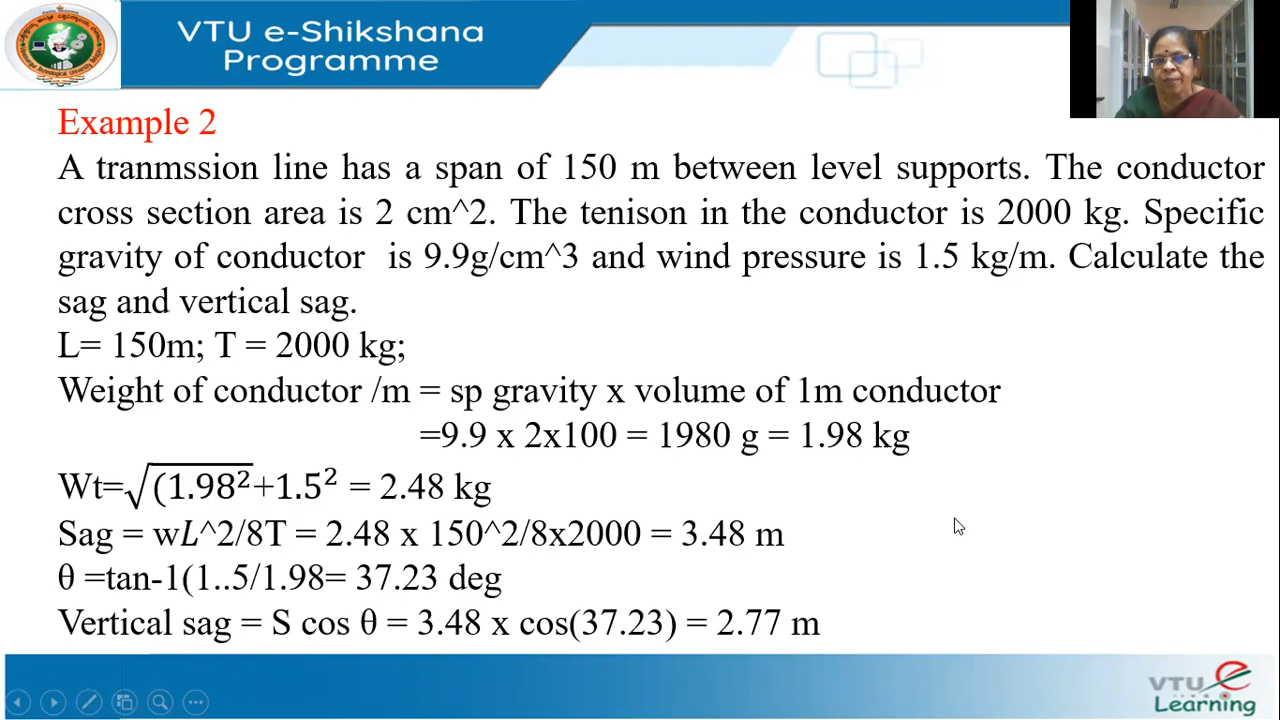 VTU e-Shikshana
Programme
Example 2
A tranmssion line has a span of 150 m between level supports. The conductor
cross section area is 2 cm^2. The tenison in the conductor is 2000 kg. Specific
gravity of conductor is 9.9g/cm^3 and wind pressure is 1.5 kg/m. Calculate the
sag and vertical sag.
L= 150m; T = 2000 kg;
Weight of conductor /m = sp gravity x volume of 1m conductor
=9.9 x 2x100 = 1980 g = 1.98 kg
Wt=√(1.98²+1.5² = 2.48 kg
Sag = wL^2/8T = 2.48 x 150^2/8x2000 = 3.48 m
θ =tan-1(1..5/1.98= 37.23 deg
Vertical sag = S cos θ = 3.48 x cos(37.23) = 2.77 m
VTU e
Learning